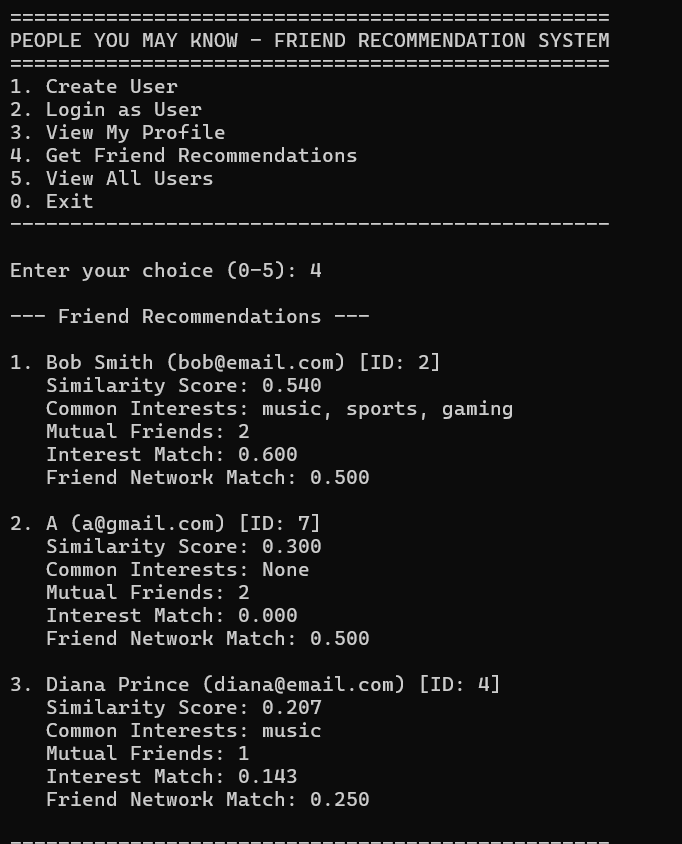 ==================================================
PEOPLE YOU MAY KNOW - FRIEND RECOMMENDATION SYSTEM
==================================================
1. Create User
2. Login as User
3. View My Profile
4. Get Friend Recommendations
5. View All Users
0. Exit
--------------------------------------------------
Enter your choice (0-5): 4
--- Friend Recommendations ---
1. Bob Smith (bob@email.com) [ID: 2]
Similarity Score: 0.540
Common Interests: music, sports, gaming
Mutual Friends: 2
Interest Match: 0.600
Friend Network Match: 0.500
2. A (a@gmail.com) [ID: 7]
Similarity Score: 0.300
Common Interests: None
Mutual Friends: 2
Interest Match: 0.000
Friend Network Match: 0.500
3. Diana Prince (diana@email.com) [ID: 4]
Similarity Score: 0.207
Common Interests: music
Mutual Friends: 1
Interest Match: 0.143
Friend Network Match: 0.250
==================================================